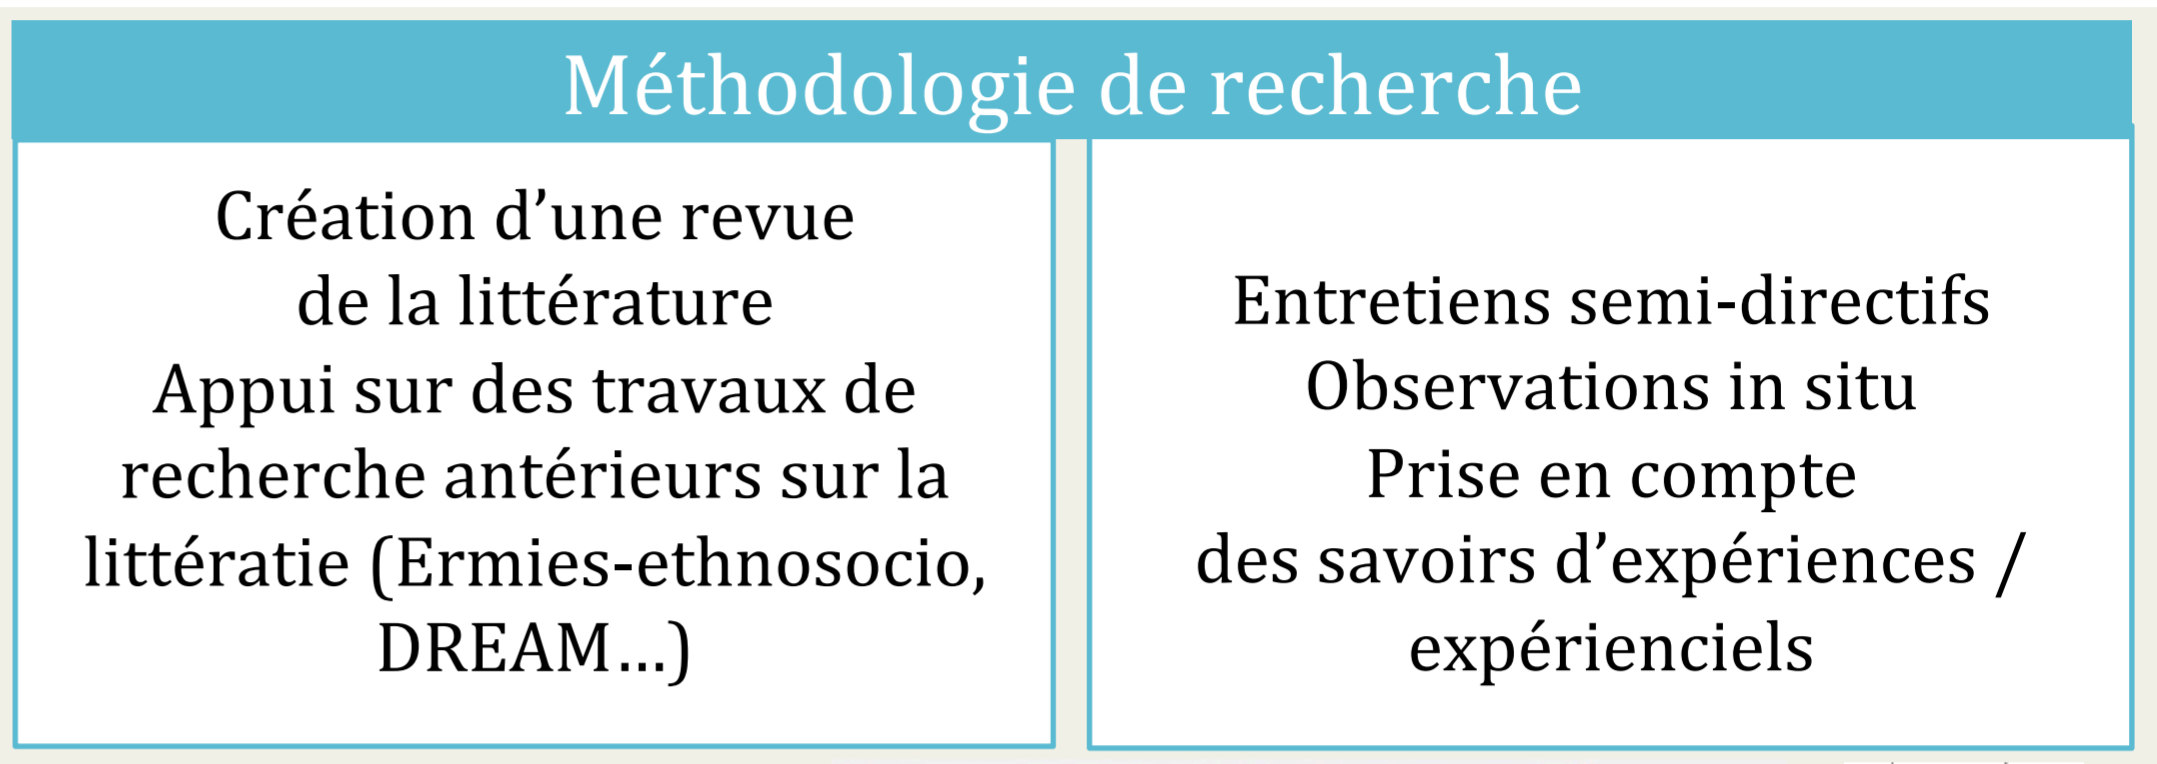 Méthodologie de recherche
Création d’une revue
de la littérature
Appui sur des travaux de
recherche antérieurs sur la
littératie (Ermies-ethnosocio,
DREAM…)
Entretiens semi-directifs
Observations in situ
Prise en compte
des savoirs d’expériences /
expérienciels